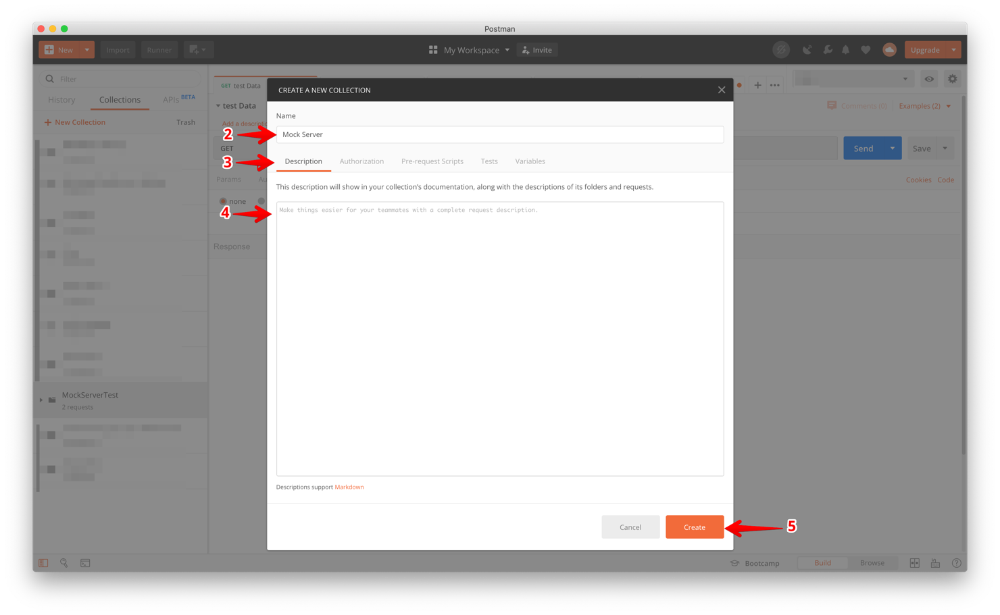 Postman
New
Import
Runner
My Workspace
Invite
Upgrade
Filter
GET test Data
History
Collections
APIs BETA
+ New Collection
Trash
MockServerTest
2 requests
test Data
Comments (0)
Examples (2)
GET
Send
Save
Params
Cookies Code
none
Response
CREATE A NEW COLLECTION
Name
2
Mock Server
3
Description
Authorization
Pre-request Scripts
Tests
Variables
This description will show in your collection's documentation, along with the descriptions of its folders and requests.
4
Make things easier for your teammates with a complete request description.
Descriptions support Markdown
Cancel
Create
5
Bootcamp
Build
Browse